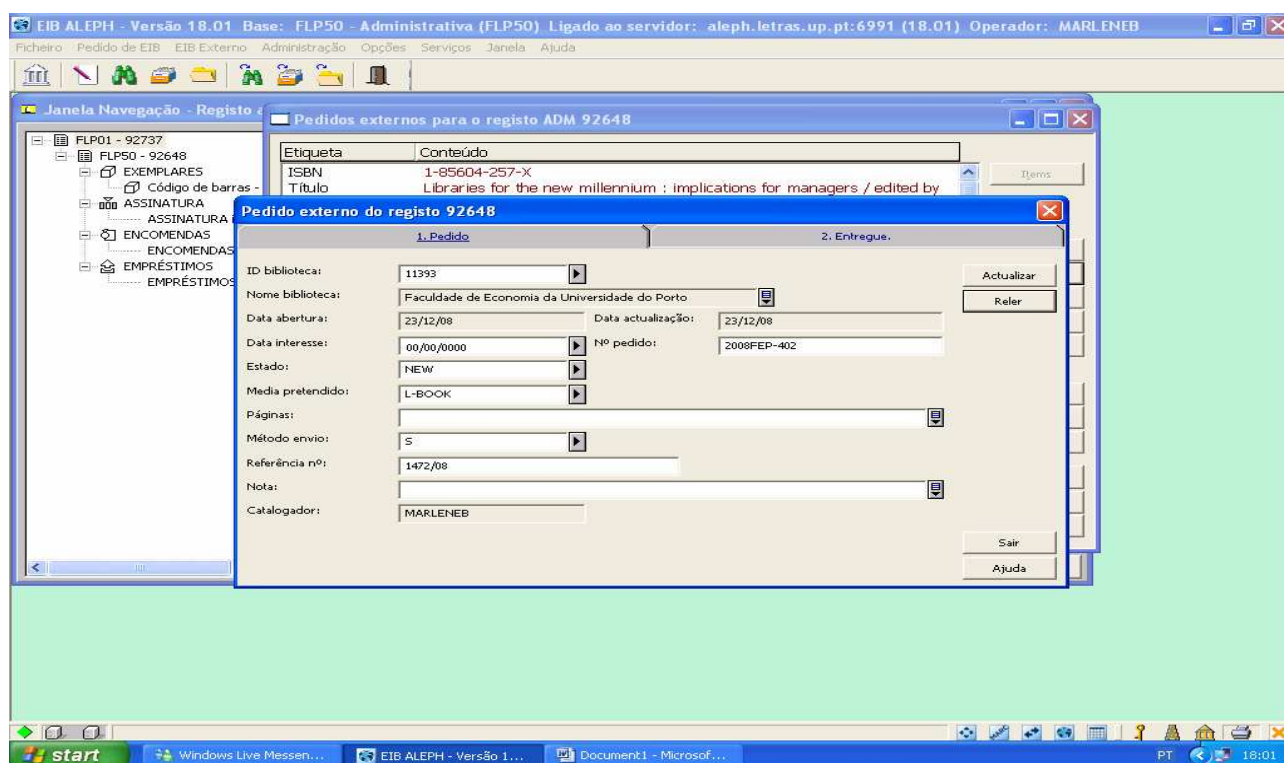 EIB ALEPH - Versão 18.01 Base: FLP50 - Administrativa (FLP50) Ligado ao servidor: aleph.letras.up.pt:6991 (18.01) Operador: MARLENEB
Ficheiro Pedido de EIB EIB Externo Administração Opções Serviços Janela Ajuda
Janela Navegação - Registo
Pedidos externos para o registo ADM 92648
FLP01 - 92737
FLP50 - 92648
EXEMPLARES
Código de barras -
ASSINATURA
ASSINATURA
ENCOMENDAS
ENCOMENDAS
EMPRÉSTIMOS
EMPRÉSTIMOS
Etiqueta Conteúdo
ISBN 1-85604-257-X
Título Libraries for the new millennium : implications for managers / edited by
Items
Pedido externo do registo 92648
1. Pedido 2. Entregue.
ID biblioteca: 11393
Actualizar
Nome biblioteca: Faculdade de Economia da Universidade do Porto
Reler
Data abertura: 23/12/08 Data actualização: 23/12/08
Data interesse: 00/00/0000 Nº pedido: 2008FEP-402
Estado: NEW
Media pretendido: L-BOOK
Páginas:
Método envio: S
Referência nº: 1472/08
Nota:
Catalogador: MARLENEB
Sair
Ajuda
start Windows Live Messen... EIB ALEPH - Versão 1... Document1 - Microsof... PT 18:01